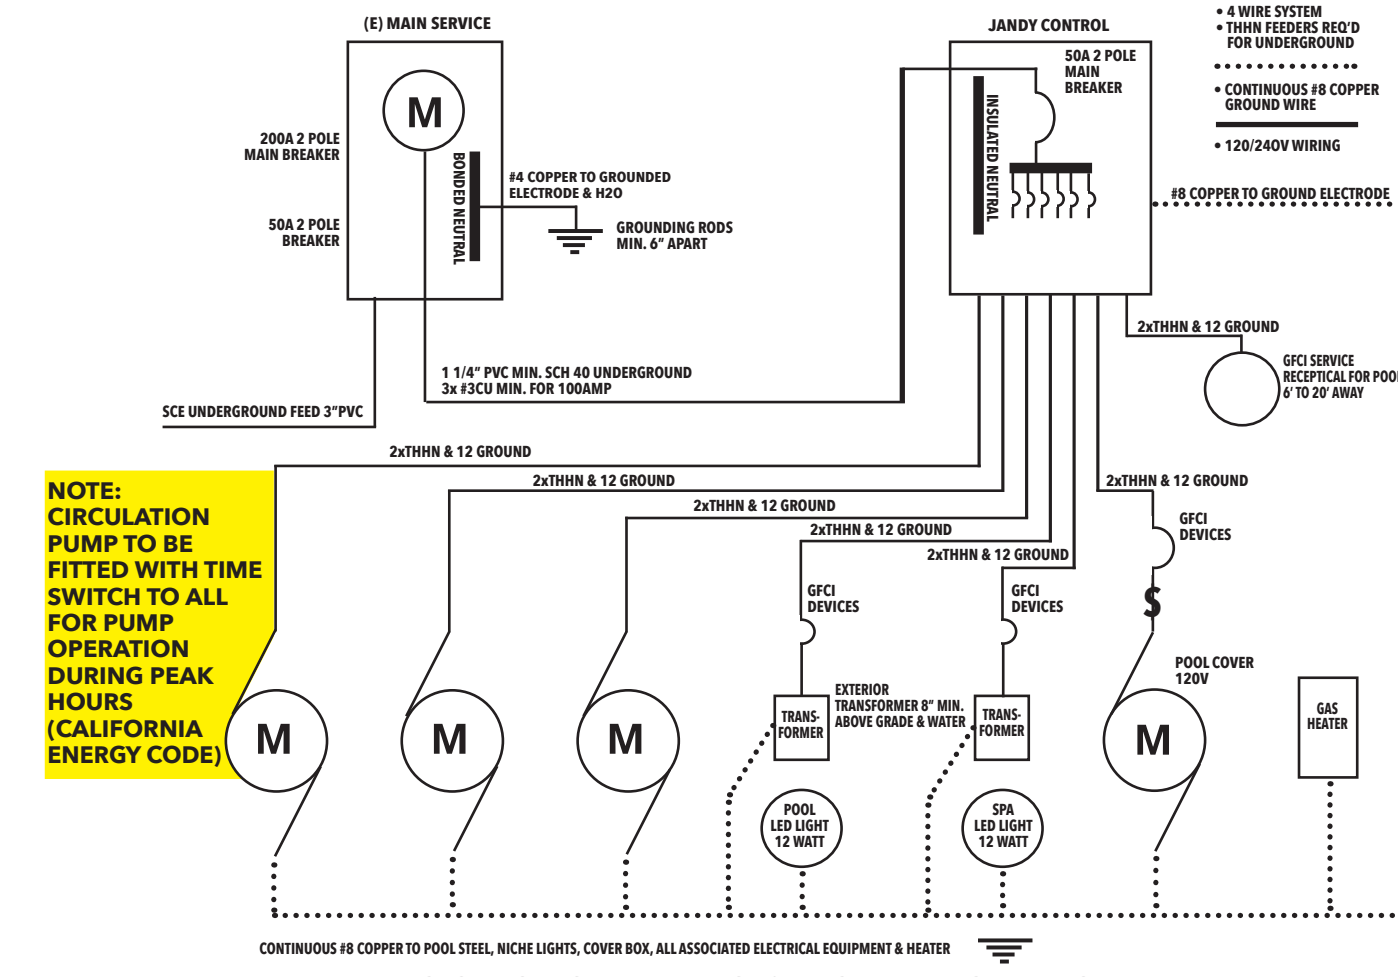 (E) MAIN SERVICE
M
200A 2 POLE
MAIN BREAKER
50A 2 POLE
BREAKER
BONDED NEUTRAL
#4 COPPER TO GROUNDED
ELECTRODE & H2O
GROUNDING RODS
MIN. 6" APART
JANDY CONTROL
50A 2 POLE
MAIN
BREAKER
INSULATED NEUTRAL
• 4 WIRE SYSTEM
• THHN FEEDERS REQ'D
FOR UNDERGROUND
• CONTINUOUS #8 COPPER
GROUND WIRE
• 120/240V WIRING
#8 COPPER TO GROUND ELECTRODE
2xTHHN & 12 GROUND
GFCI SERVICE
RECEPTICAL FOR POOL
6' TO 20' AWAY
1 1/4" PVC MIN. SCH 40 UNDERGROUND
3x #3CU MIN. FOR 100AMP
SCE UNDERGROUND FEED 3"PVC
2xTHHN & 12 GROUND
2xTHHN & 12 GROUND
2xTHHN & 12 GROUND
2xTHHN & 12 GROUND
2xTHHN & 12 GROUND
2xTHHN & 12 GROUND
NOTE:
CIRCULATION
PUMP TO BE
FITTED WITH TIME
SWITCH TO ALL
FOR PUMP
OPERATION
DURING PEAK
HOURS
(CALIFORNIA
ENERGY CODE)
GFCI
DEVICES
GFCI
DEVICES
GFCI
DEVICES
$
M
M
M
TRANS-
FORMER
EXTERIOR
TRANSFORMER 8" MIN.
ABOVE GRADE & WATER
TRANS-
FORMER
POOL COVER
120V
M
GAS
HEATER
POOL
LED LIGHT
12 WATT
SPA
LED LIGHT
12 WATT
CONTINUOUS #8 COPPER TO POOL STEEL, NICHE LIGHTS, COVER BOX, ALL ASSOCIATED ELECTRICAL EQUIPMENT & HEATER